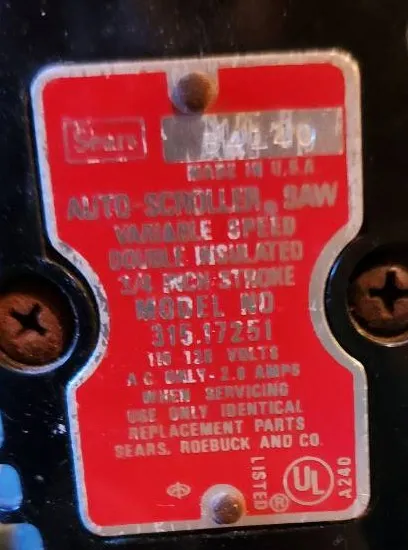 Sears
MADE IN U.S.A
AUTO-SCROLLER® SAW
VARIABLE SPEED
DOUBLE INSULATED
3/4 INCH-STROKE
MODEL NO.
315.17251
110 120 VOLTS
A C ONLY - 2.8 AMPS
WHEN SERVICING
USE ONLY IDENTICAL
REPLACEMENT PARTS
SEARS, ROEBUCK AND CO.
LISTED
UL
®
A240